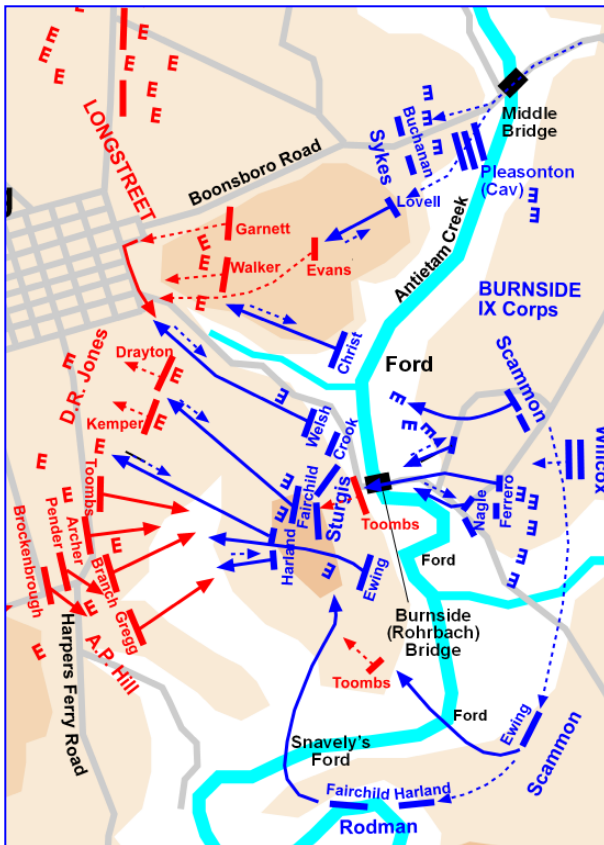 g
LONGSTREET
Boonsboro Road
Buchanan
Sykes
Middle
Bridge
Pleasonton
(Cav)
Lovell
Garnett
Walker
Evans
Antietam Creek
BURNSIDE
IX Corps
Christ
Ford
Drayton
D.R. Jones
Kemper
Welsh
Crook
Scammon
Willcox
Toombs
Fairchild
Sturgis
Toombs
Nagle
Ferrero
Archer
Pender
Brockenbrough
Branch
Gregg
A.P. Hill
Harland
Ewing
Ford
Burnside
(Rohrbach)
Bridge
Harpers Ferry Road
Toombs
Ford
Ewing
Scammon
Snavely's
Ford
Fairchild Harland
Rodman